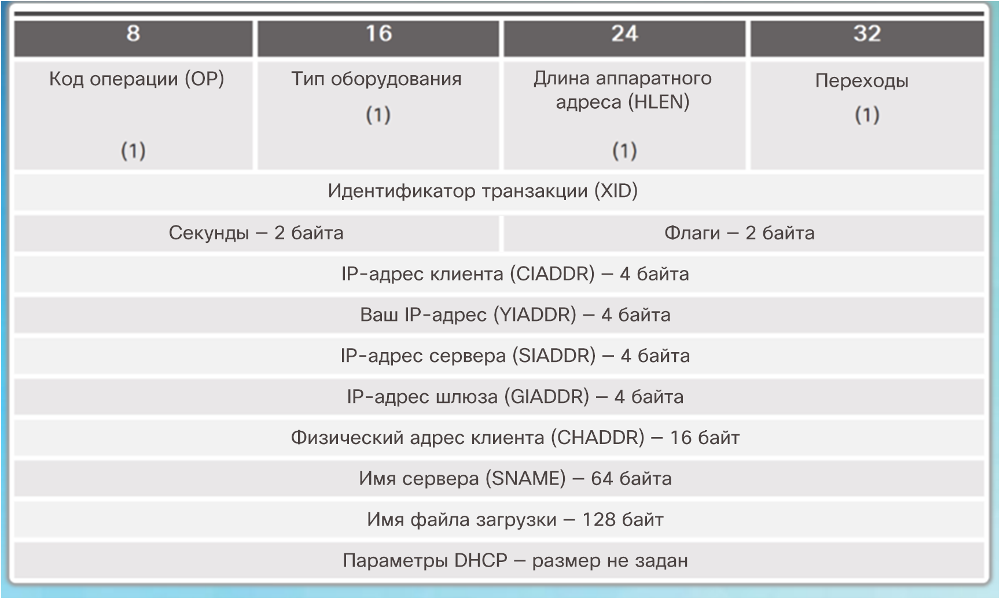 8 16 24 32
Код операции (OP) Тип оборудования Длина аппаратного Переходы
адреса (HLEN)
(1) (1)
(1) (1)
Идентификатор транзакции (XID)
Секунды – 2 байта Флаги – 2 байта
IP-адрес клиента (CIADDR) – 4 байта
Ваш IP-адрес (YIADDR) – 4 байта
IP-адрес сервера (SIADDR) – 4 байта
IP-адрес шлюза (GIADDR) – 4 байта
Физический адрес клиента (CHADDR) – 16 байт
Имя сервера (SNAME) – 64 байта
Имя файла загрузки – 128 байт
Параметры DHCP – размер не задан